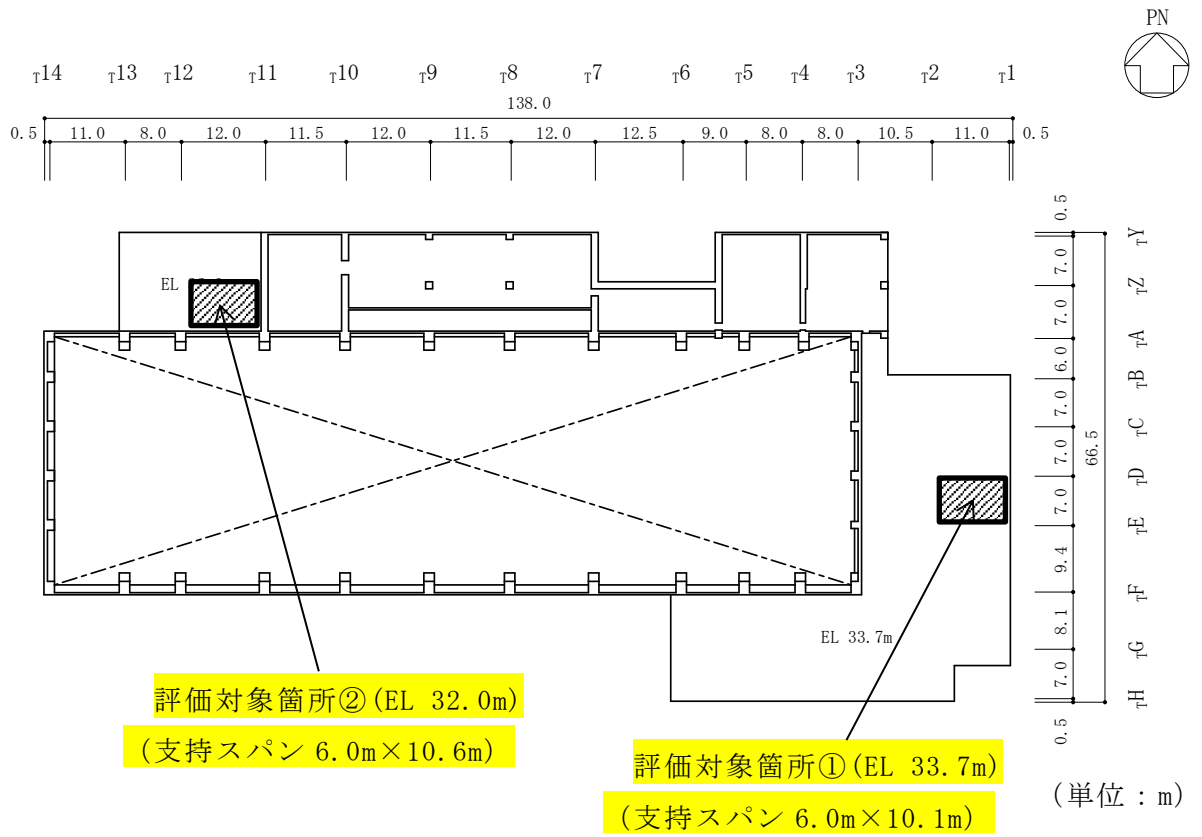 PN
T14 T13 T12 T11 T10 T9 T8 T7 T6 T5 T4 T3 T2 T1
138.0
0.5 11.0 8.0 12.0 11.5 12.0 11.5 12.0 12.5 9.0 8.0 8.0 10.5 11.0 0.5
0.5
TY
7.0
TZ
7.0
TA
6.0
TB
7.0
TC
7.0
66.5
TD
7.0
TE
9.4
TF
8.1
TG
7.0
TH
0.5
EL
EL 33.7m
評価対象箇所②(EL 32.0m)
(支持スパン 6.0m×10.6m)
評価対象箇所①(EL 33.7m)
(支持スパン 6.0m×10.1m)
(単位:m)